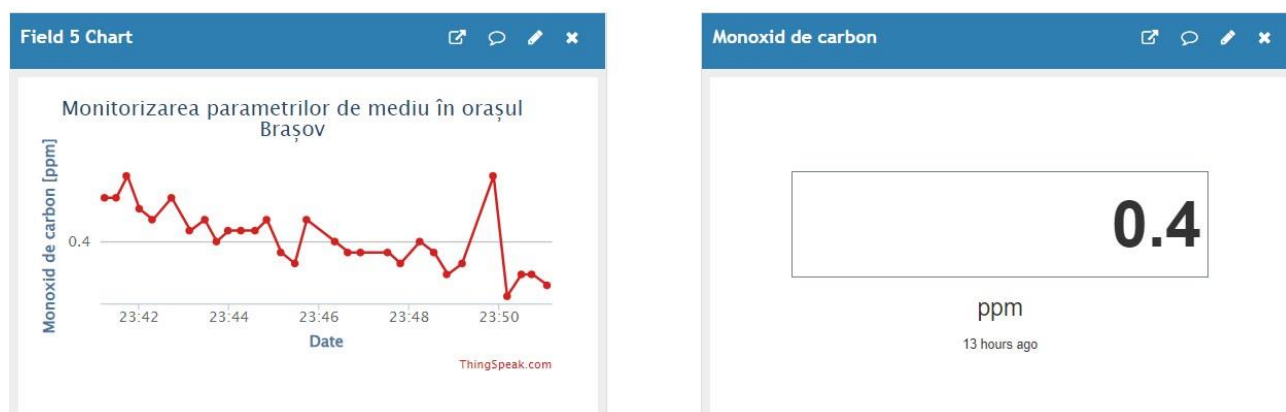 Field 5 Chart
Monitorizarea parametrilor de mediu în orașul
Brașov
Monoxid de carbon [ppm]
0.4
23:42 23:44 23:46 23:48 23:50
Date
ThingSpeak.com
Monoxid de carbon
0.4
ppm
13 hours ago